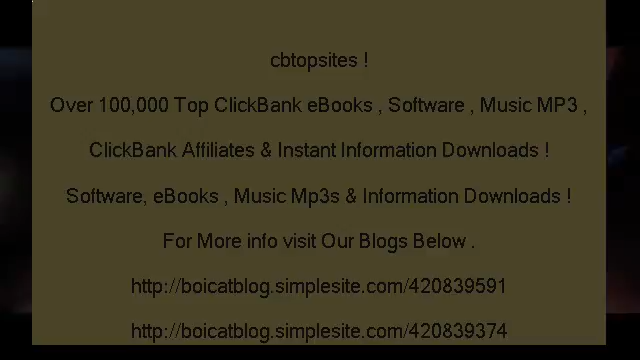 cbtopsites !
Over 100,000 Top ClickBank eBooks , Software , Music MP3 ,
ClickBank Affiliates & Instant Information Downloads !
Software, eBooks , Music Mp3s & Information Downloads !
For More info visit Our Blogs Below .
http://boicatblog.simplesite.com/420839591
http://boicatblog.simplesite.com/420839374